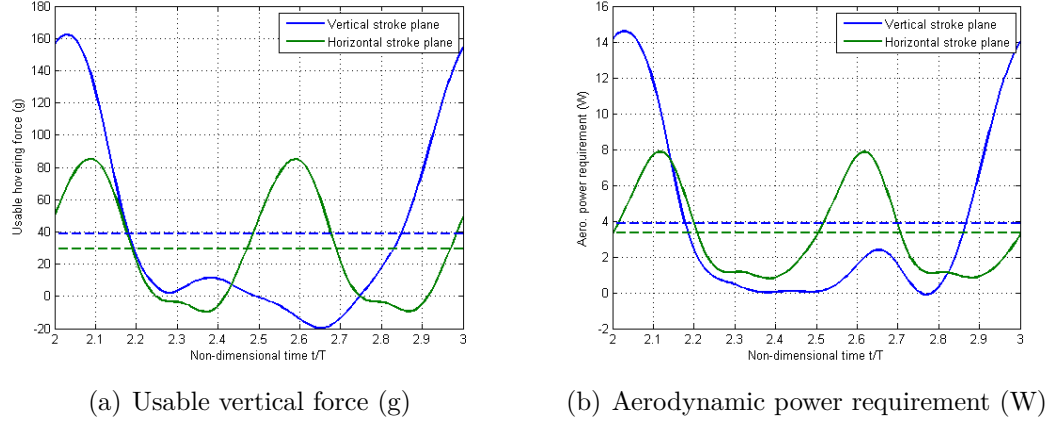 180
160
140
120
100
80
60
40
20
0
-20
Usable hovering force (g)
Vertical stroke plane
Horizontal stroke plane
2 2.1 2.2 2.3 2.4 2.5 2.6 2.7 2.8 2.9 3
Non-dimensional time t/T
(a) Usable vertical force (g)
16
14
12
10
8
6
4
2
0
-2
Aero. power requirement (W)
Vertical stroke plane
Horizontal stroke plane
2 2.1 2.2 2.3 2.4 2.5 2.6 2.7 2.8 2.9 3
Non-dimensional time t/T
(b) Aerodynamic power requirement (W)